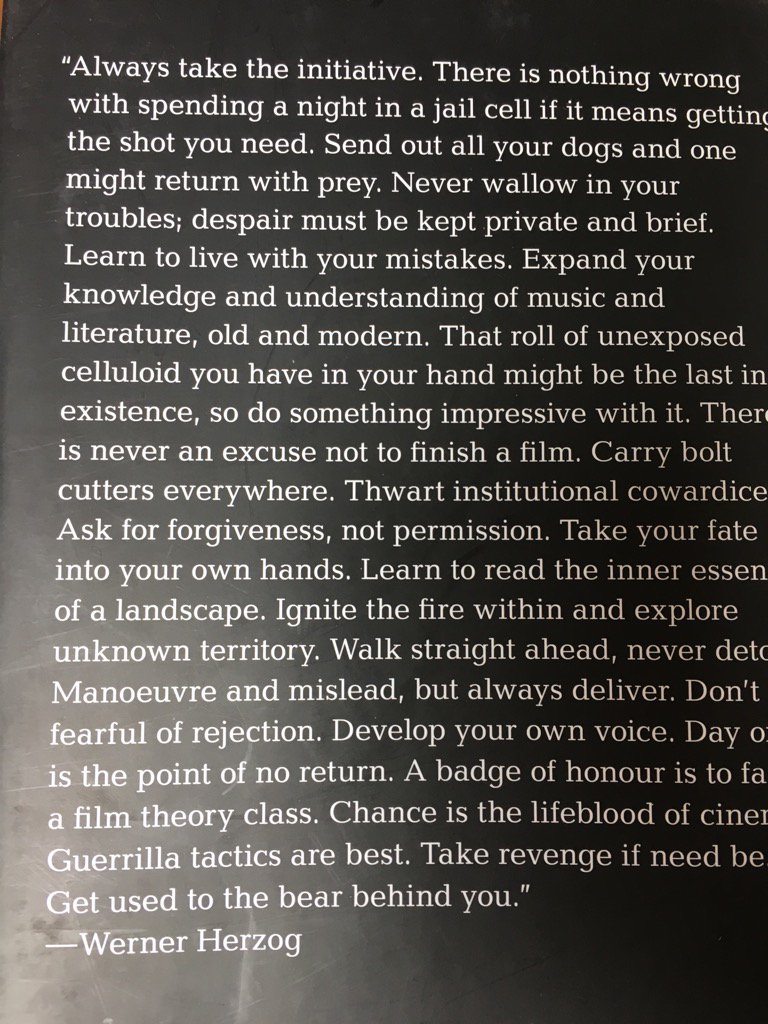 “Always take the initiative. There is nothing wrong
with spending a night in a jail cell if it means getting
the shot you need. Send out all your dogs and one
might return with prey. Never wallow in your
troubles; despair must be kept private and brief.
Learn to live with your mistakes. Expand your
knowledge and understanding of music and
literature, old and modern. That roll of unexposed
celluloid you have in your hand might be the last in
existence, so do something impressive with it. Ther
is never an excuse not to finish a film. Carry bolt
cutters everywhere. Thwart institutional cowardice
Ask for forgiveness, not permission. Take your fate
into your own hands. Learn to read the inner essen
of a landscape. Ignite the fire within and explore
unknown territory. Walk straight ahead, never deto
Manoeuvre and mislead, but always deliver. Don’t
fearful of rejection. Develop your own voice. Day o
is the point of no return. A badge of honour is to fa
a film theory class. Chance is the lifeblood of cine
Guerrilla tactics are best. Take revenge if need be.
Get used to the bear behind you.”
—Werner Herzog